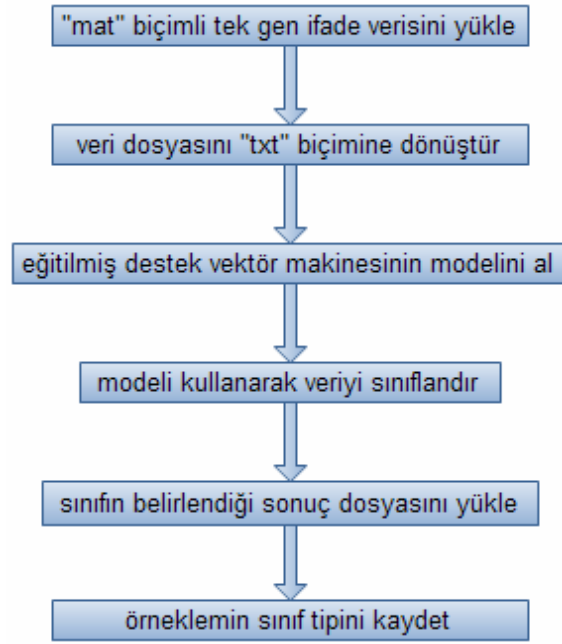 "mat" biçimli tek gen ifade verisini yükle
veri dosyasını "txt" biçimine dönüştür
eğitilmiş destek vektör makinesinin modelini al
modeli kullanarak veriyi sınıflandır
sınıfın belirlendiği sonuç dosyasını yükle
örneklemin sınıf tipini kaydet